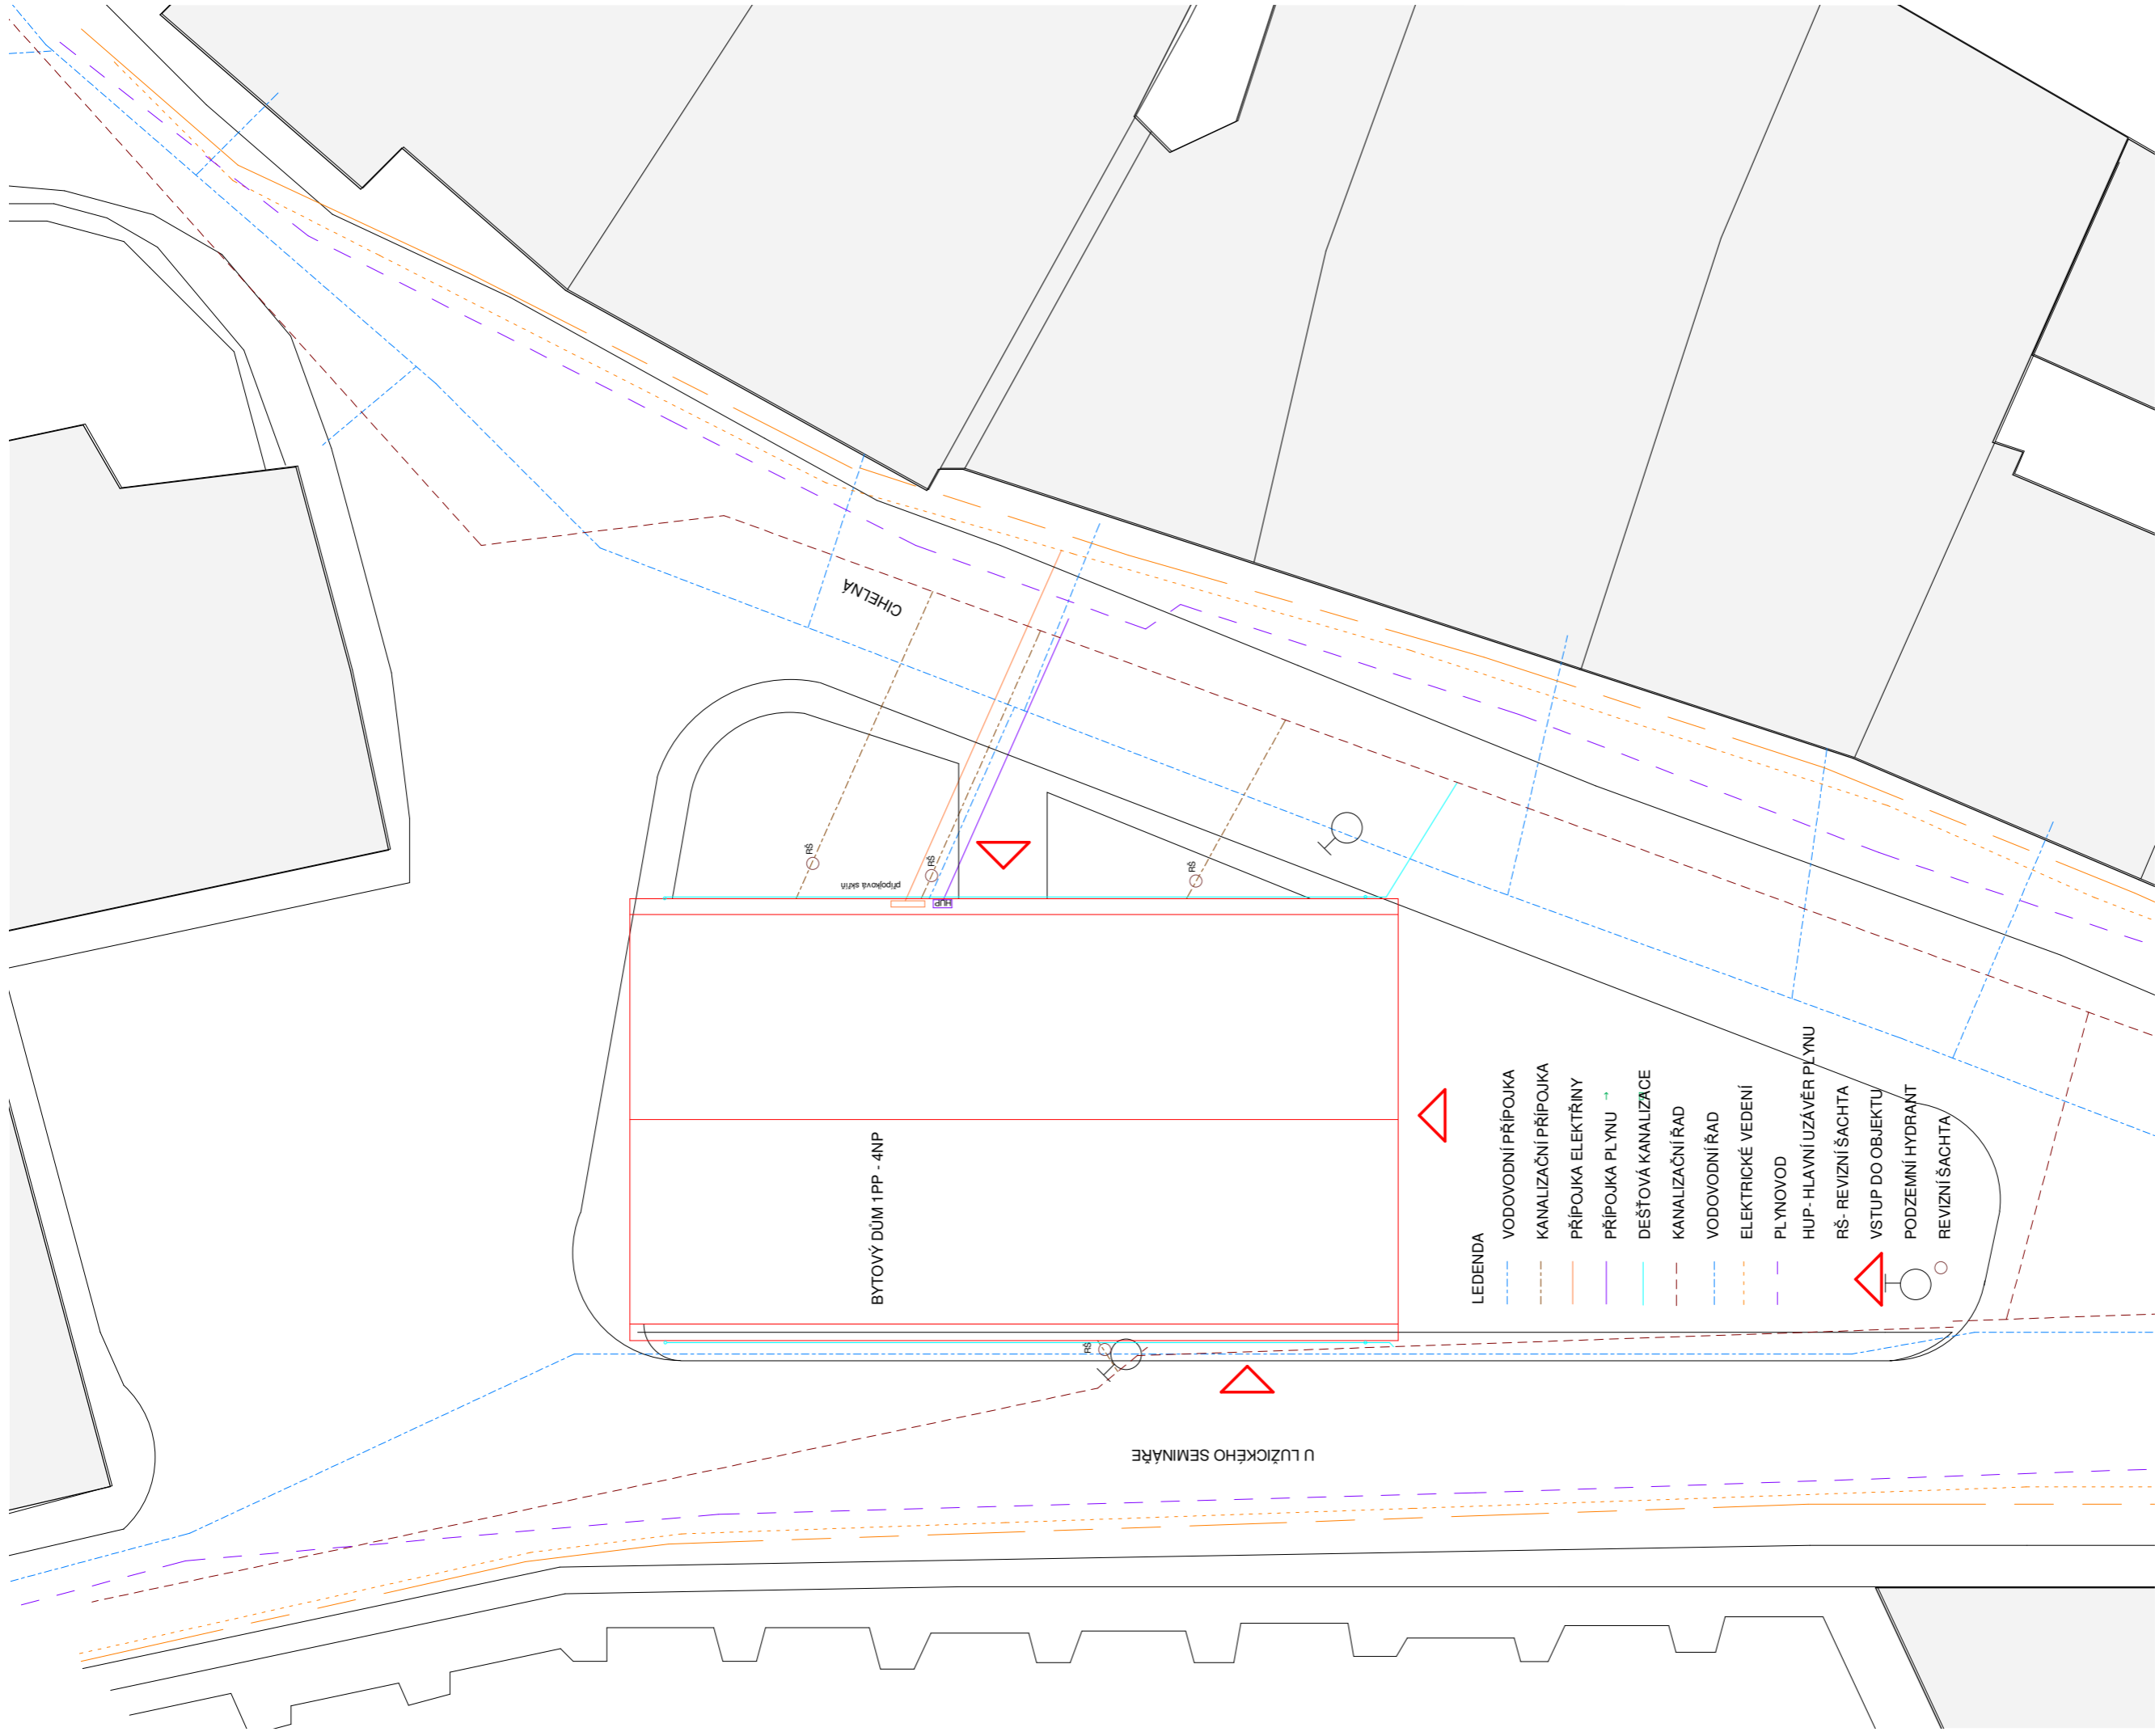 CIHELNÁ
RŠ
RŠ
RŠ
přípojková skříň
HUP
BYTOVÝ DŮM 1PP - 4NP
RŠ
U LUŽICKÉHO SEMINÁŘE
LEDENDA
VODOVODNÍ PŘÍPOJKA
KANALIZAČNÍ PŘÍPOJKA
PŘÍPOJKA ELEKTŘINY
PŘÍPOJKA PLYNU
DEŠŤOVÁ KANALIZACE
KANALIZAČNÍ ŘAD
VODOVODNÍ ŘAD
ELEKTRICKÉ VEDENÍ
PLYNOVOD
HUP- HLAVNÍ UZÁVĚR PLYNU
RŠ- REVIZNÍ ŠACHTA
VSTUP DO OBJEKTU
PODZEMNÍ HYDRANT
REVIZNÍ ŠACHTA